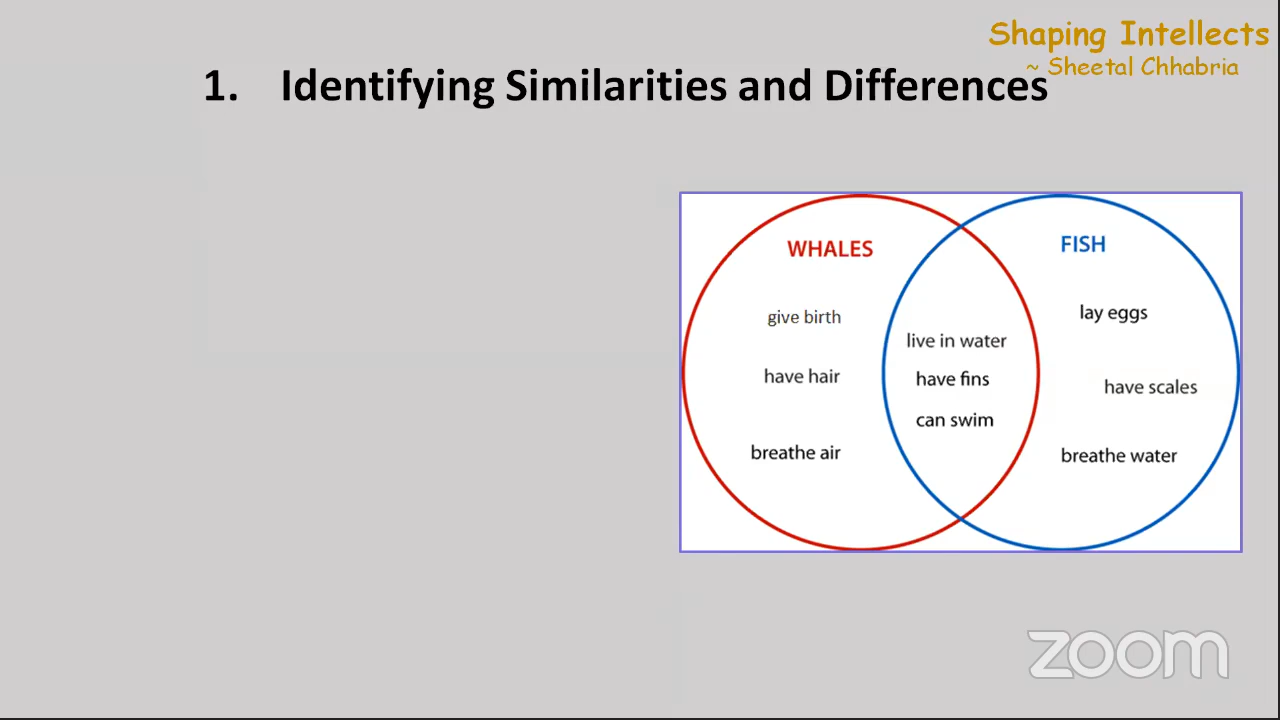 Shaping Intellects
~ Sheetal Chhabria
1. Identifying Similarities and Differences
WHALES
give birth
have hair
breathe air
live in water
have fins
can swim
FISH
lay eggs
have scales
breathe water
zoom